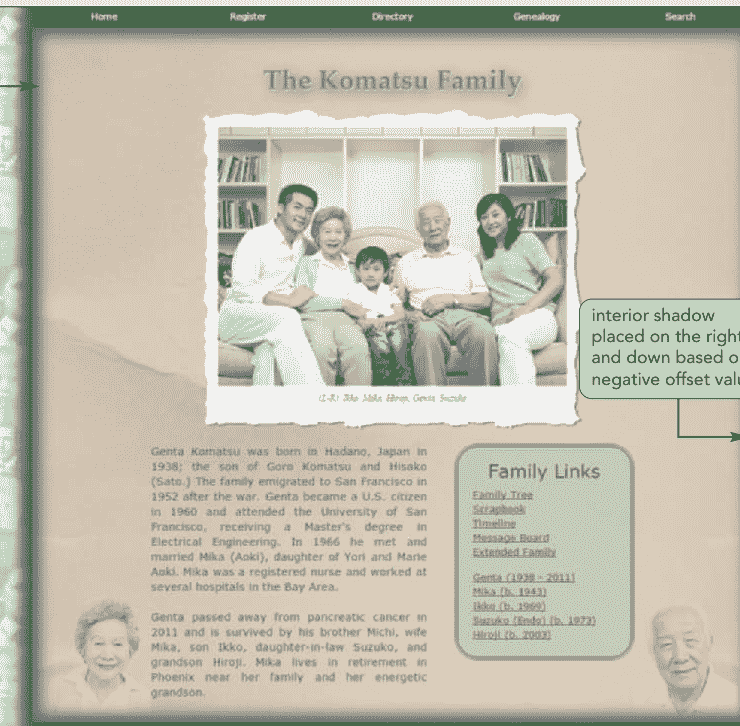 Home Register Directory Genealogy Search
The Komatsu Family
interior shadow
placed on the right
and down based o
negative offset valu
(L-R) Ikko, Mika, Hiroji, Genta, Suzuko
Genta Komatsu was born in Hadano, Japan in
1938; the son of Goro Komatsu and Hisako
(Sato.) The family emigrated to San Francisco in
1952 after the war. Genta became a U.S. citizen
in 1960 and attended the University of San
Francisco, receiving a Master's degree in
Electrical Engineering. In 1966 he met and
married Mika (Aoki), daughter of Yori and Marie
Aoki. Mika was a registered nurse and worked at
several hospitals in the Bay Area.
Genta passed away from pancreatic cancer in
2011 and is survived by his brother Michi, wife
Mika, son Ikko, daughter-in-law Suzuko, and
grandson Hiroji. Mika lives in retirement in
Phoenix near her family and her energetic
grandson.
Family Links
Family Tree
Scrapbook
Timeline
Message Board
Extended Family
Genta (1938 - 2011)
Mika (b. 1943)
Ikko (b. 1969)
Suzuko (Endo) (b. 1973)
Hiroji (b. 2003)